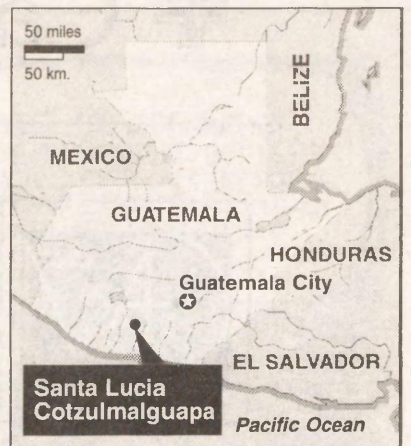 50 miles
50 km.
BELIZE
MEXICO
GUATEMALA
HONDURAS
Guatemala City
EL SALVADOR
Santa Lucia
Cotzulmalguapa
Pacific Ocean